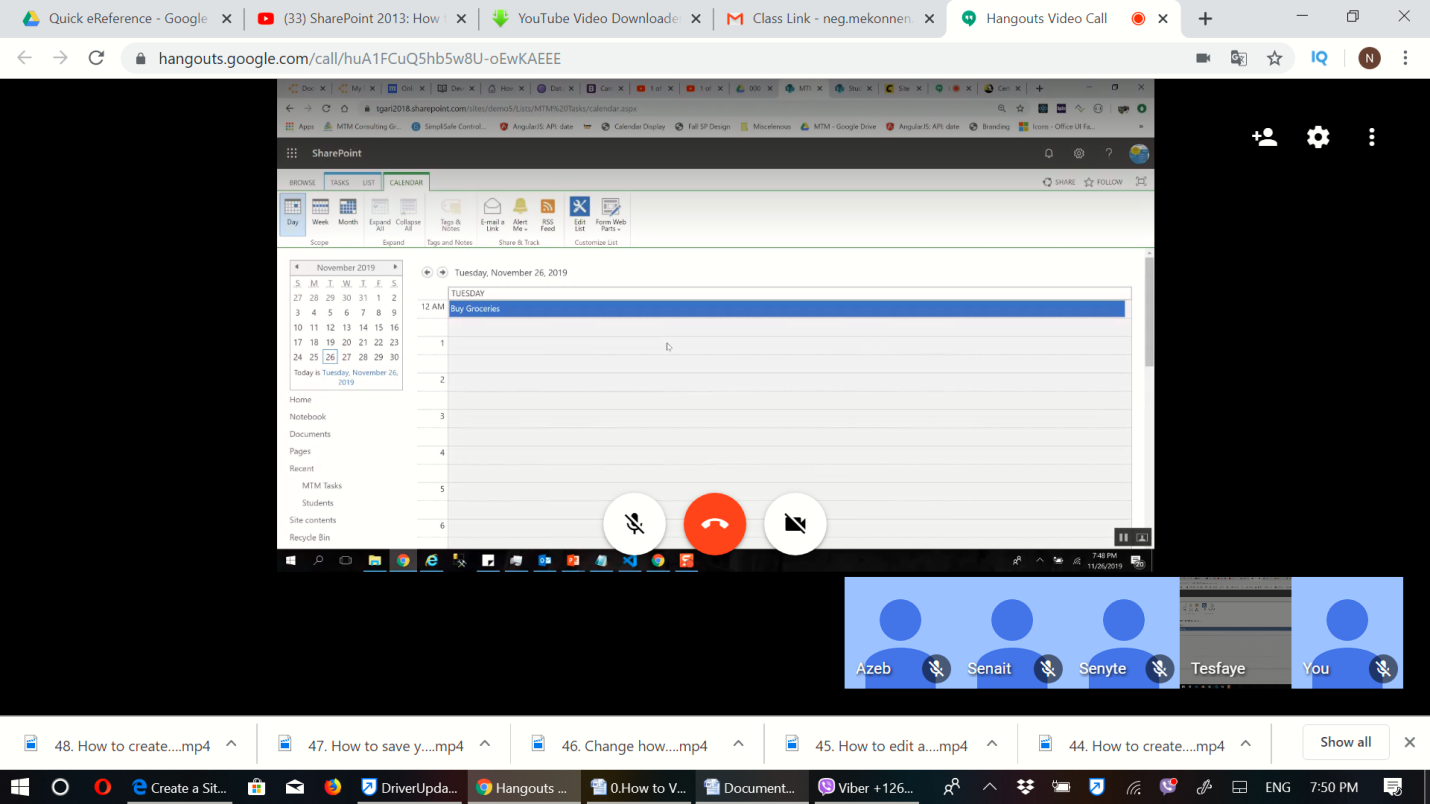 Quick eReference - Google
(33) SharePoint 2013: How
YouTube Video Downloader
Class Link - neg.mekonnen.
Hangouts Video Call
hangouts.google.com/call/huA1FCuQ5hb5w8U-oEwKAEEE
N
tgari2018.sharepoint.com/sites/demo5/Lists/MTM%20Tasks/calendar.aspx
Apps
MTM Consulting Gr...
SimpliSafe Control...
AngularJS: API: date
Calendar Display
Fall SP Design
Miscelenous
MTM - Google Drive
AngularJS: API: date
Branding
Icons - Office UI Fa...
SharePoint
BROWSE TASKS LIST CALENDAR
SHARE FOLLOW
Day Week Month Expand All Collapse All Tags & Notes E-mail a Link Alert Me RSS Feed Edit List Form Web Parts
Scope Expand Tags and Notes Share & Track Customize List
November 2019
S M T W T F S
27 28 29 30 31 1 2
3 4 5 6 7 8 9
10 11 12 13 14 15 16
17 18 19 20 21 22 23
24 25 26 27 28 29 30
Today is Tuesday, November 26,
2019
Home
Notebook
Documents
Pages
Recent
MTM Tasks
Students
Site contents
Recycle Bin
Tuesday, November 26, 2019
TUESDAY
12 AM Buy Groceries
1
2
3
4
5
6
7:48 PM
11/26/2019
Azeb
Senait
Senyte
Tesfaye
You
48. How to create....mp4
47. How to save y....mp4
46. Change how....mp4
45. How to edit a....mp4
44. How to create....mp4
Show all
Create a Sit...
DriverUpda...
Hangouts ...
0.How to V...
Document...
Viber +126...
ENG
7:50 PM